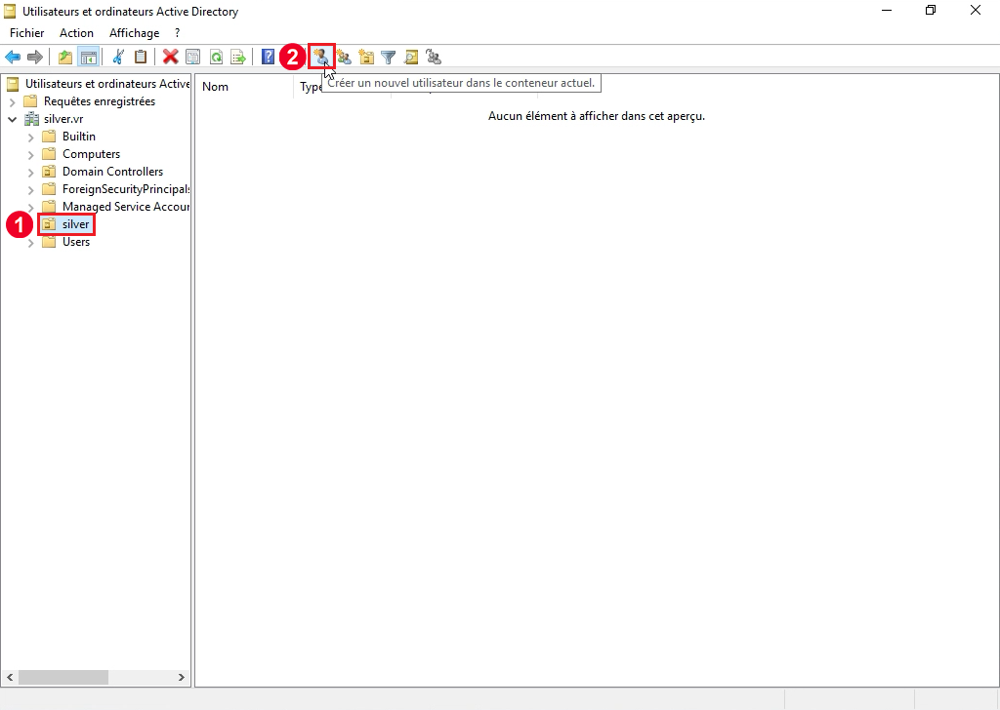 Utilisateurs et ordinateurs Active Directory
Fichier Action Affichage ?
2
Créer un nouvel utilisateur dans le conteneur actuel.
Utilisateurs et ordinateurs Active
Nom Type
Requêtes enregistrées
Aucun élément à afficher dans cet aperçu.
silver.vr
Builtin
Computers
Domain Controllers
ForeignSecurityPrincipals
Managed Service Accour
1 silver
Users